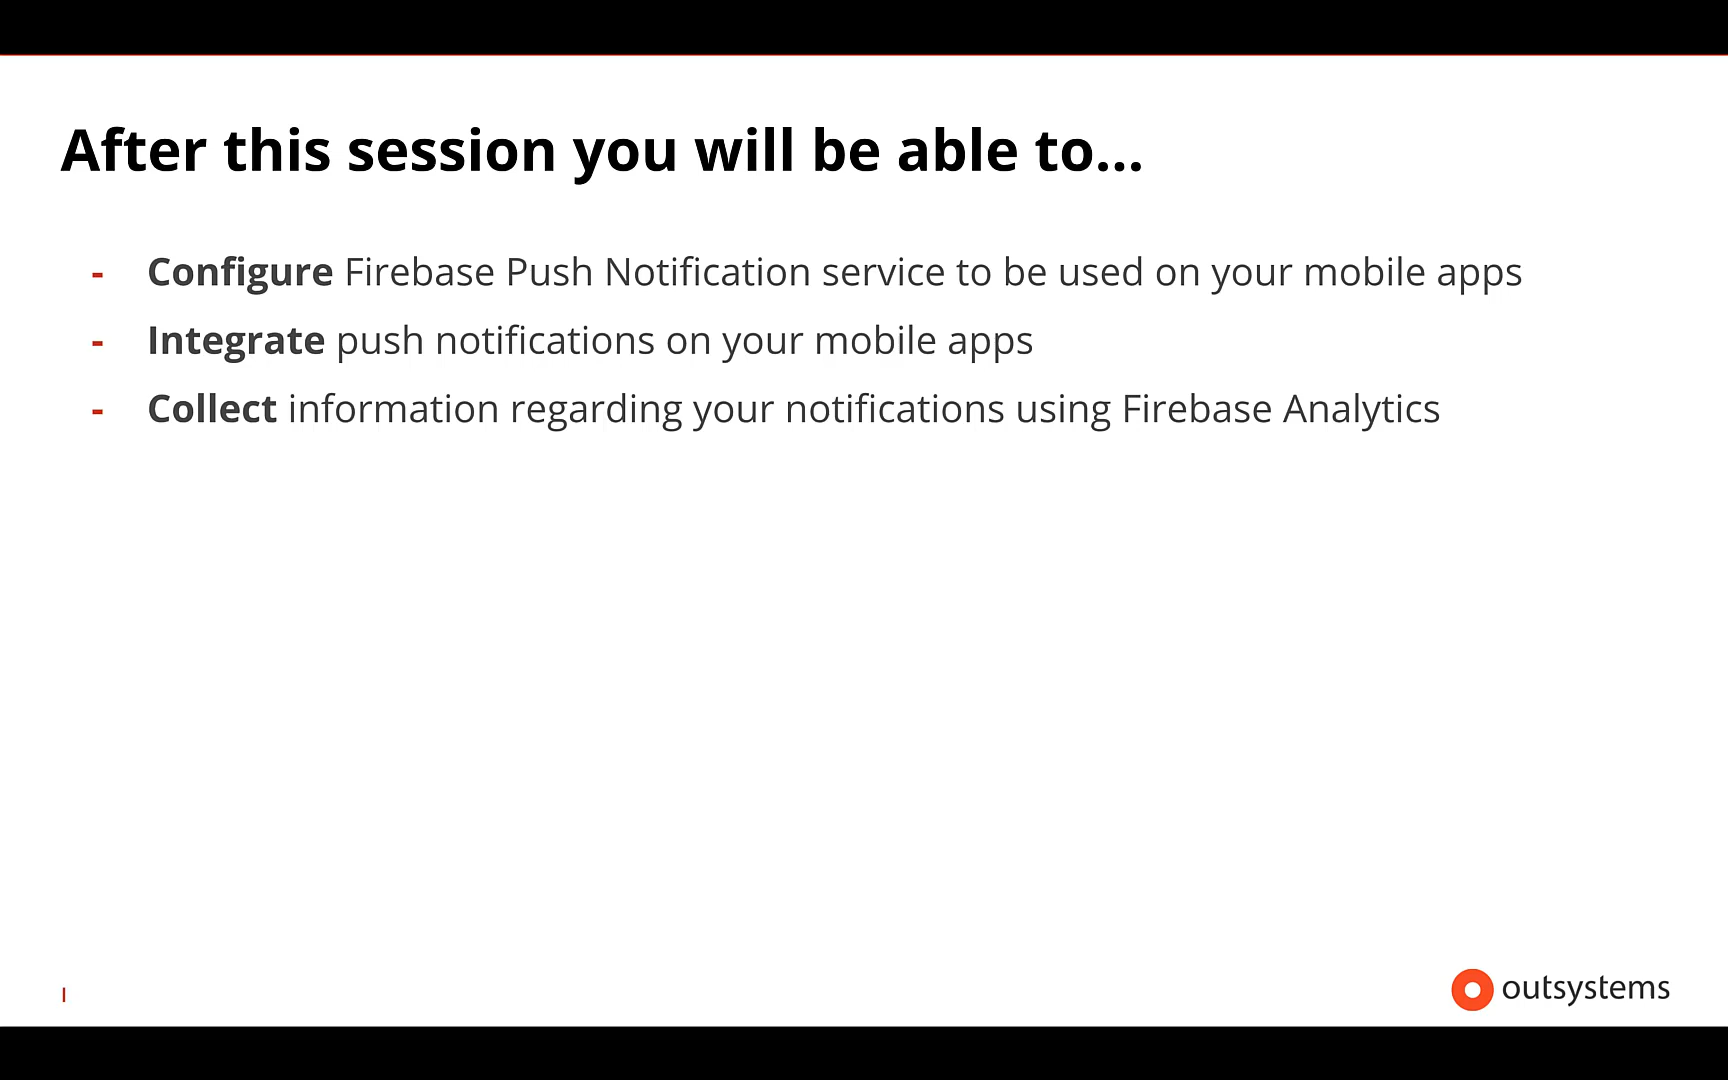 After this session you will be able to...
- Configure Firebase Push Notification service to be used on your mobile apps
- Integrate push notifications on your mobile apps
- Collect information regarding your notifications using Firebase Analytics
outsystems